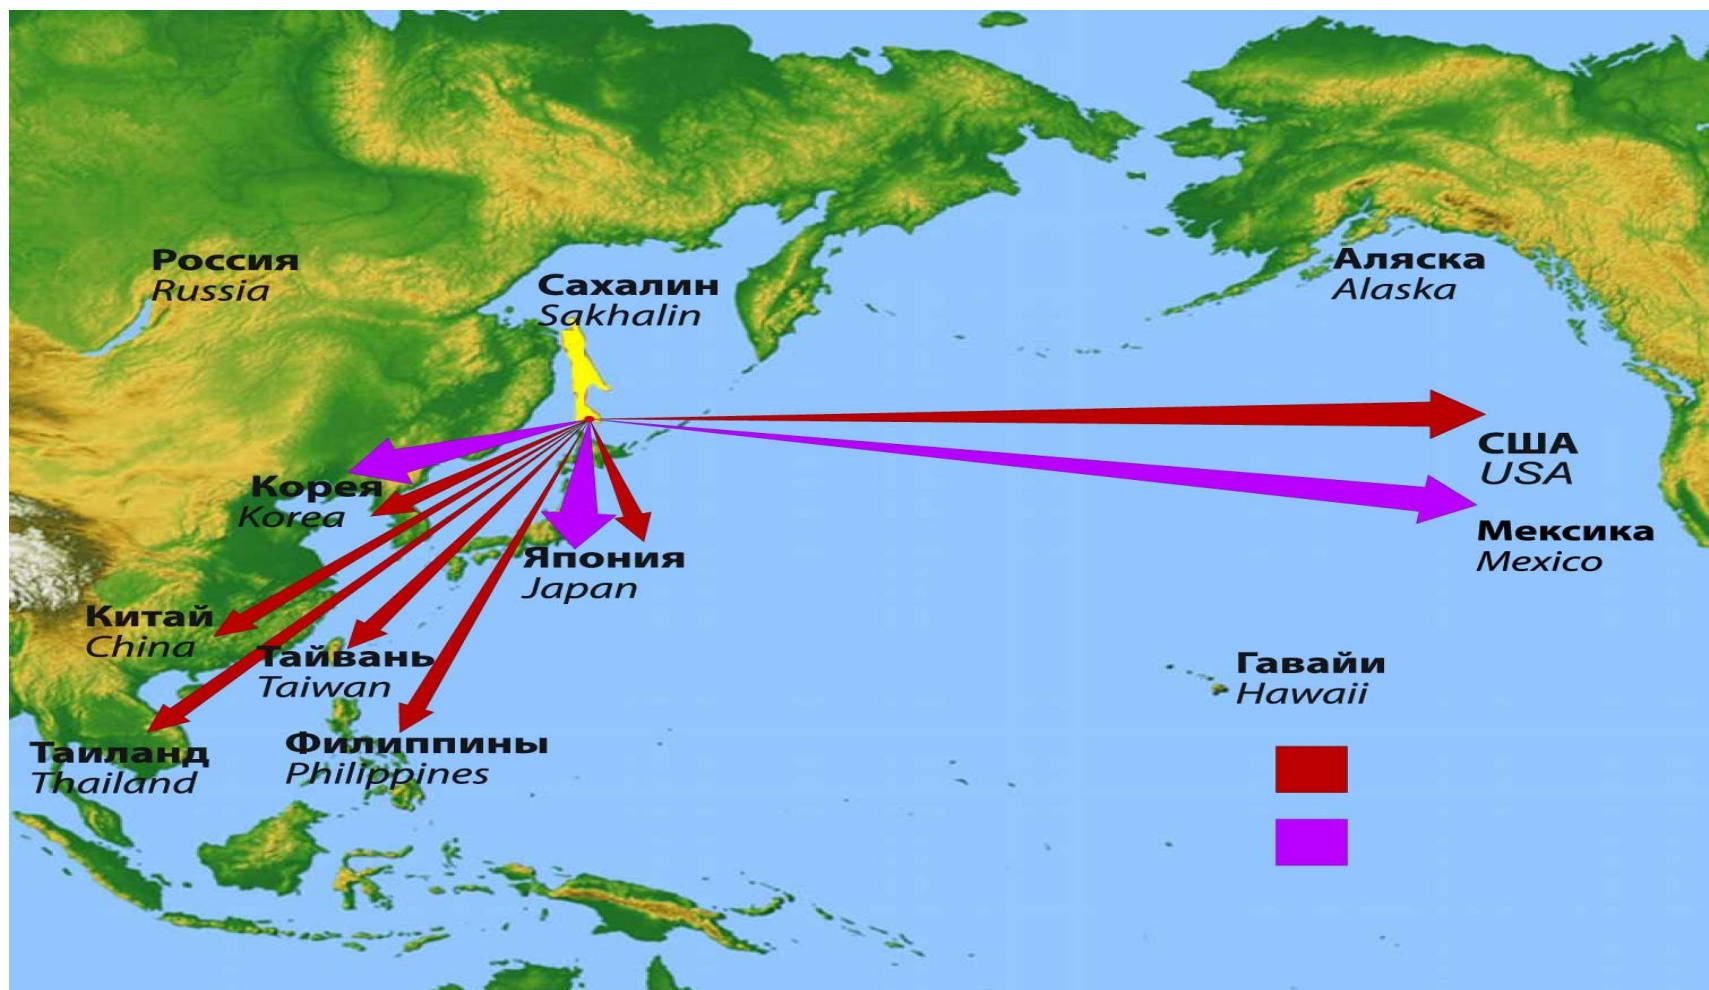 Россия
Russia
Сахалин
Sakhalin
Аляска
Alaska
США
USA
Корея
Korea
Мексика
Mexico
Япония
Japan
Китай
China
Тайвань
Taiwan
Гавайи
Hawaii
Таиланд
Thailand
Филиппины
Philippines